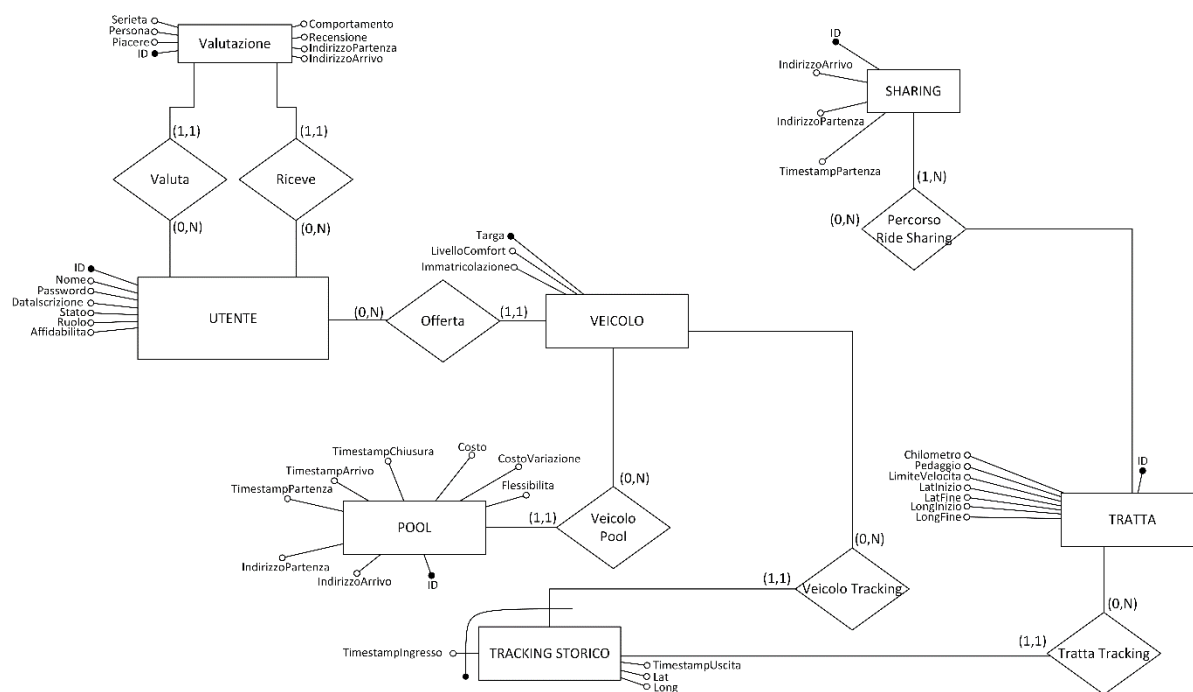 Serieta
Persona
Piacere
ID
Valutazione
Comportamento
Recensione
IndirizzoPartenza
IndirizzoArrivo
(1,1)
(1,1)
Valuta
Riceve
(0,N)
(0,N)
ID
Nome
Password
DataIscrizione
Stato
Ruolo
Affidabilita
UTENTE
(0,N)
Offerta
(1,1)
Targa
LivelloComfort
Immatricolazione
VEICOLO
ID
IndirizzoArrivo
SHARING
IndirizzoPartenza
TimestampPartenza
(1,N)
(0,N)
Percorso
Ride Sharing
TimestampChiusura
Costo
TimestampArrivo
CostoVariazione
TimestampPartenza
Flessibilita
POOL
(1,1)
IndirizzoPartenza
IndirizzoArrivo
ID
(0,N)
Veicolo
Pool
Chilometro
Pedaggio
LimiteVelocita
LatInizio
LatFine
LongInizio
LongFine
ID
TRATTA
(0,N)
(1,1)
Veicolo Tracking
(0,N)
(1,1)
Tratta Tracking
TimestampIngresso
TRACKING STORICO
TimestampUscita
Lat
Long